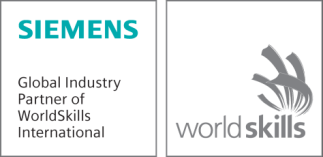 SIEMENS
Global Industry
Partner of
WorldSkills
International
worldskills